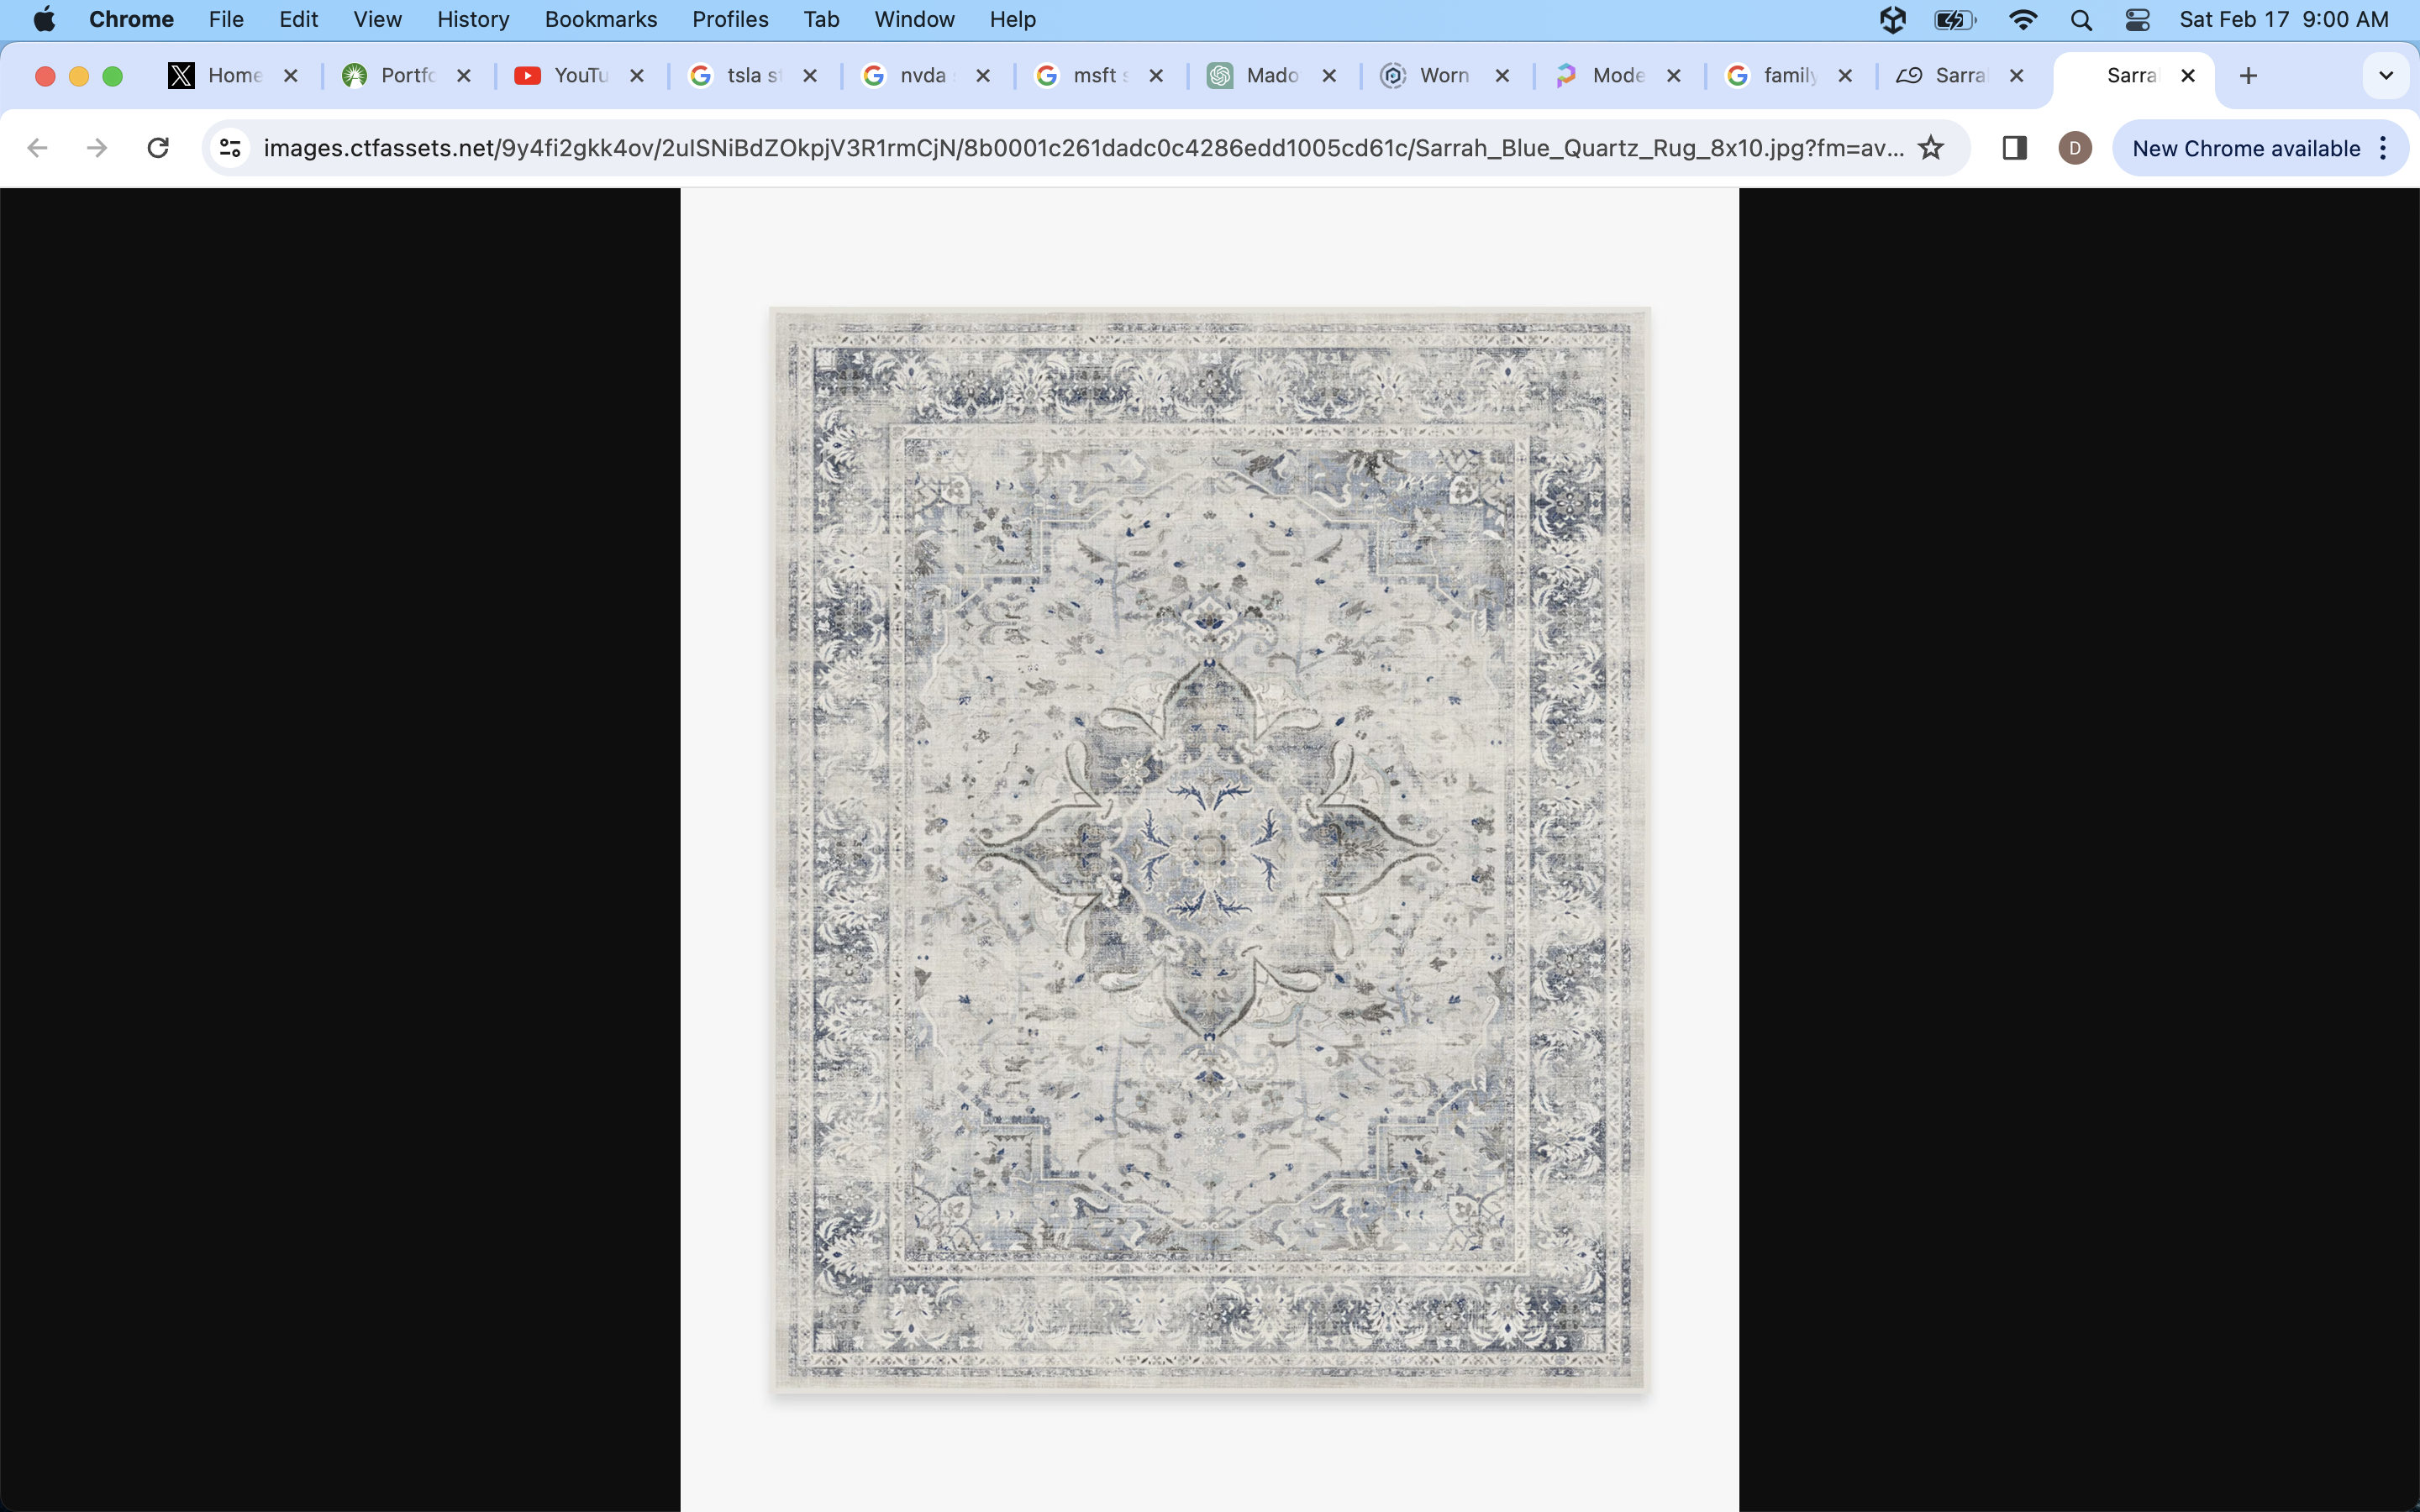 Chrome File Edit View History Bookmarks Profiles Tab Window Help Sat Feb 17 9:00 AM
Home Portfo YouTu tsla s nvda msft s Mado Worn Mode family Sarra Sarra
images.ctfassets.net/9y4fi2gkk4ov/2uISNiBdZOkpjV3R1rmCjN/8b0001c261dadc0c4286edd1005cd61c/Sarrah_Blue_Quartz_Rug_8x10.jpg?fm=av... D New Chrome available